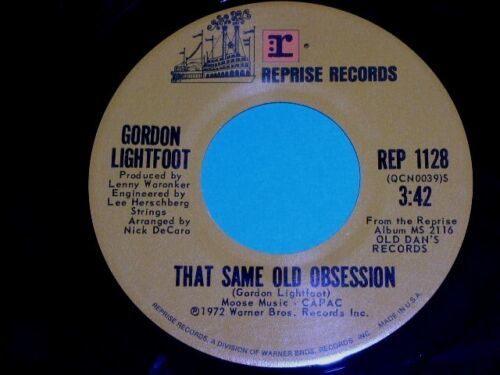 r:
REPRISE RECORDS
GORDON
LIGHTFOOT
Produced by
Lenny Waronker
Engineered by
Lee Herschberg
Strings
Arranged by
Nick DeCaro
REP 1128
(QCN0039)S
3:42
From the Reprise
Album MS 2116
OLD DAN'S
RECORDS
THAT SAME OLD OBSESSION
(Gordon Lightfoot)
Moose Music - CAPAC
℗1972 Warner Bros. Records Inc.
REPRISE RECORDS, A DIVISION OF WARNER BROS. RECORDS, INC. MADE IN U.S.A.